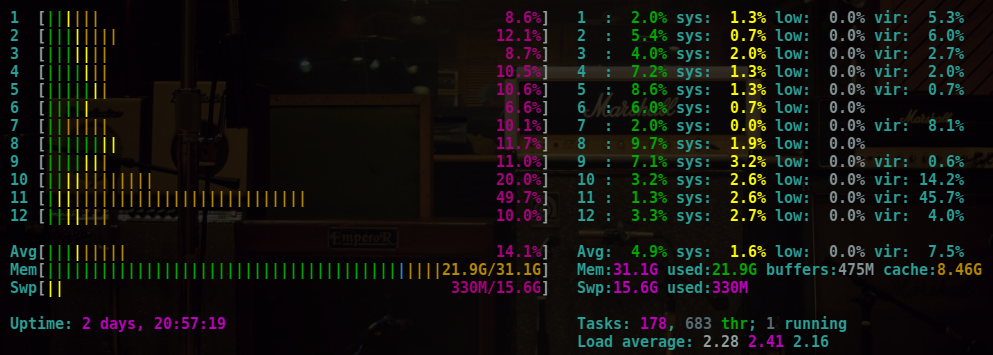 1 [||||||| 8.6%] 1 : 2.0% sys: 1.3% low: 0.0% vir: 5.3%
2 [||||||||| 12.1%] 2 : 5.4% sys: 0.7% low: 0.0% vir: 6.0%
3 [|||||||| 8.7%] 3 : 4.0% sys: 2.0% low: 0.0% vir: 2.7%
4 [|||||||| 10.5%] 4 : 7.2% sys: 1.3% low: 0.0% vir: 2.0%
5 [|||||||| 10.6%] 5 : 8.6% sys: 1.3% low: 0.0% vir: 0.7%
6 [|||||| 6.6%] 6 : 6.0% sys: 0.7% low: 0.0%
7 [|||||||| 10.1%] 7 : 2.0% sys: 0.0% low: 0.0% vir: 8.1%
8 [||||||||| 11.7%] 8 : 9.7% sys: 1.9% low: 0.0%
9 [|||||||| 11.0%] 9 : 7.1% sys: 3.2% low: 0.0% vir: 0.6%
10 [||||||||||||| 20.0%] 10 : 3.2% sys: 2.6% low: 0.0% vir: 14.2%
11 [|||||||||||||||||||||||||||||| 49.7%] 11 : 1.3% sys: 2.6% low: 0.0% vir: 45.7%
12 [|||||||| 10.0%] 12 : 3.3% sys: 2.7% low: 0.0% vir: 4.0%
Avg[|||||||||| 14.1%] Avg: 4.9% sys: 1.6% low: 0.0% vir: 7.5%
Mem[||||||||||||||||||||||||||||||||||||||||||||21.9G/31.1G] Mem:31.1G used:21.9G buffers:475M cache:8.46G
Swp[|| 330M/15.6G] Swp:15.6G used:330M
Uptime: 2 days, 20:57:19 Tasks: 178, 683 thr; 1 running
Load average: 2.28 2.41 2.16
Marshall
Marshall
EmperoR